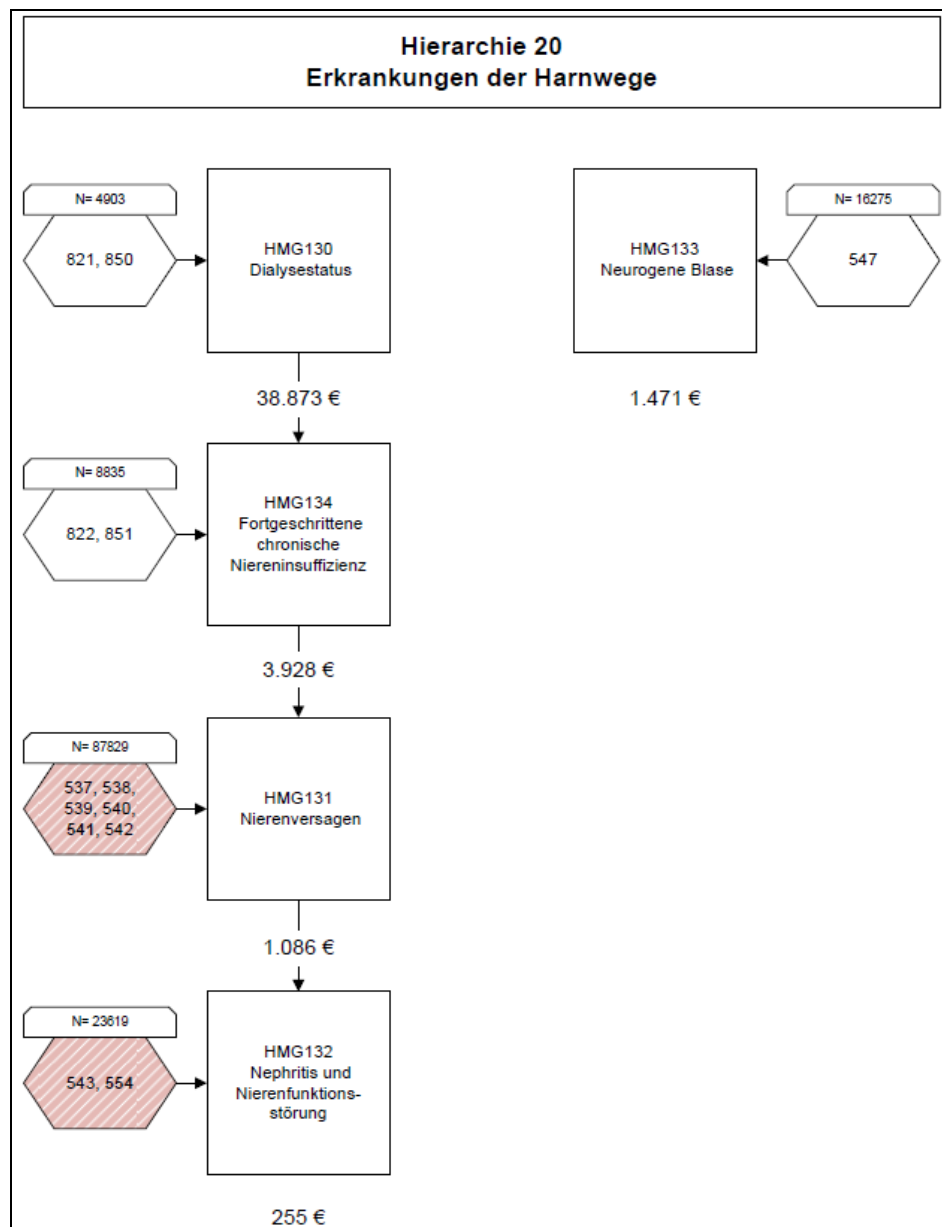 Hierarchie 20
Erkrankungen der Harnwege
N= 4903
821, 850
HMG130
Dialysestatus
38.873 €
HMG133
Neurogene Blase
1.471 €
N= 16275
547
N= 8835
822, 851
HMG134
Fortgeschrittene
chronische
Niereninsuffizienz
3.928 €
N= 87829
537, 538,
539, 540,
541, 542
HMG131
Nierenversagen
1.086 €
N= 23619
543, 554
HMG132
Nephritis und
Nierenfunktions-
störung
255 €